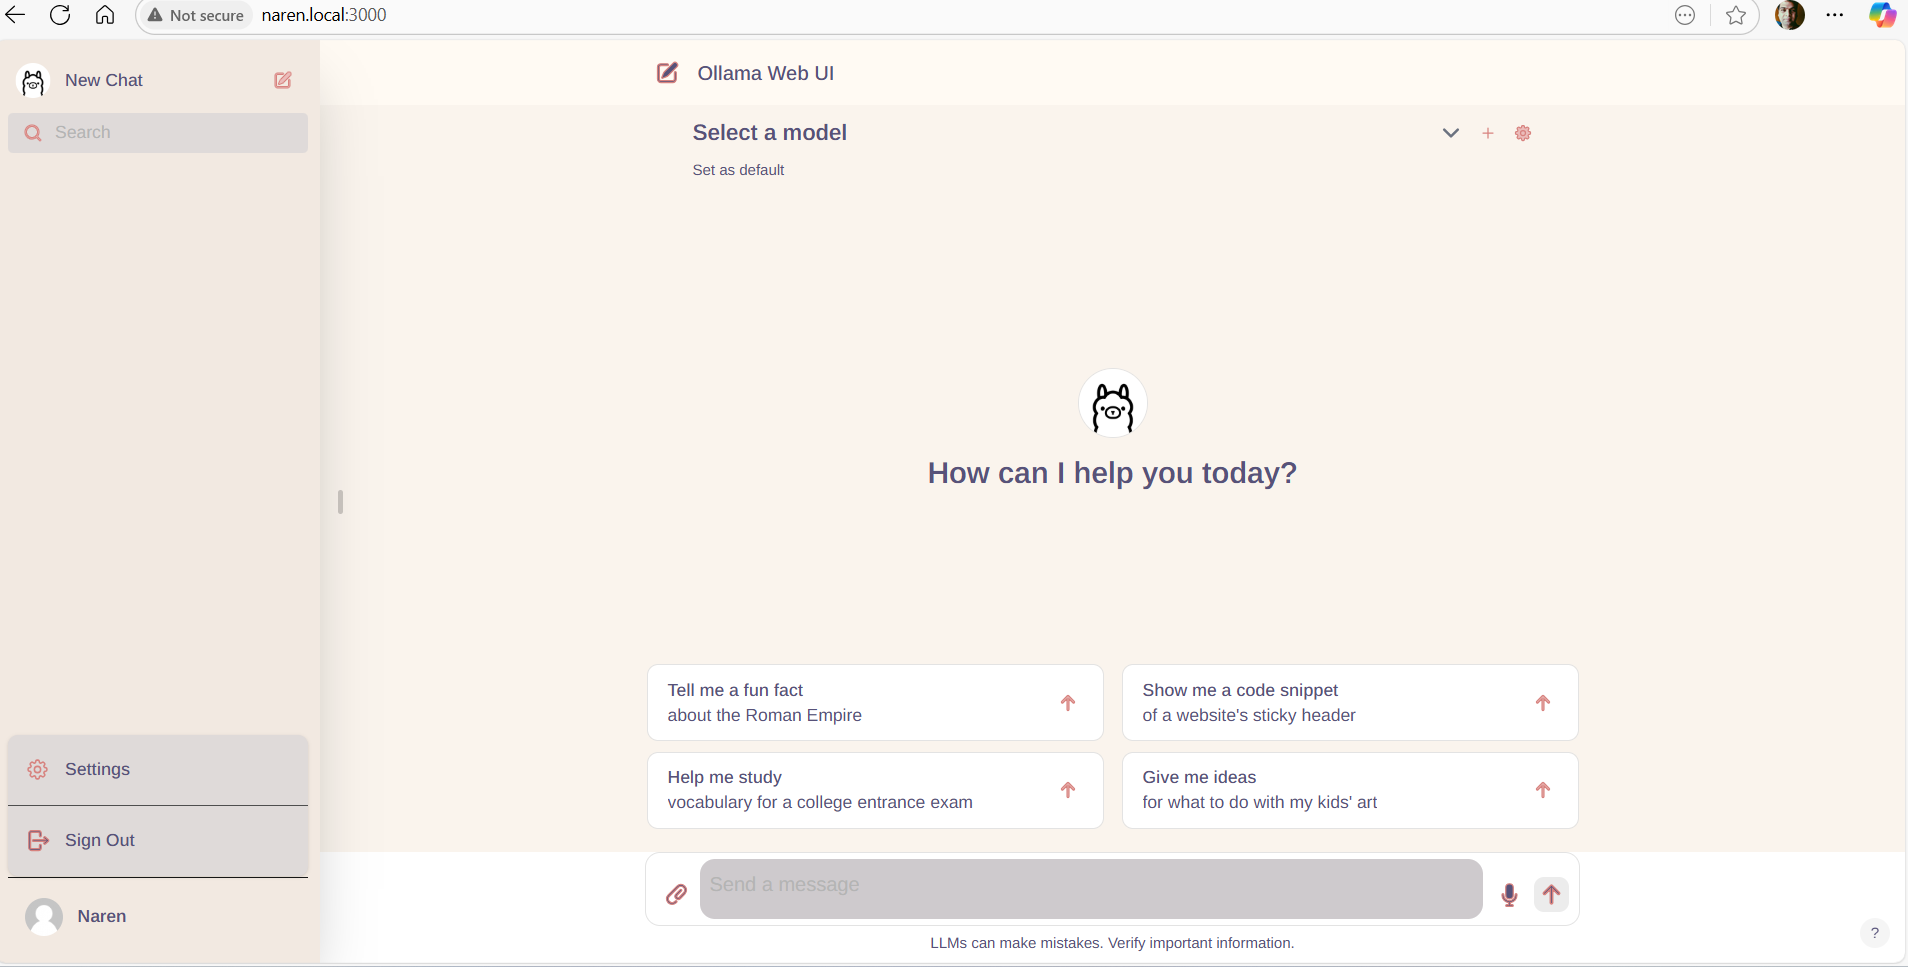 Not secure naren.local:3000
New Chat
Search
Ollama Web UI
Select a model
Set as default
How can I help you today?
Tell me a fun fact
about the Roman Empire
Show me a code snippet
of a website's sticky header
Help me study
vocabulary for a college entrance exam
Give me ideas
for what to do with my kids' art
Settings
Sign Out
Naren
Send a message
LLMs can make mistakes. Verify important information.
?